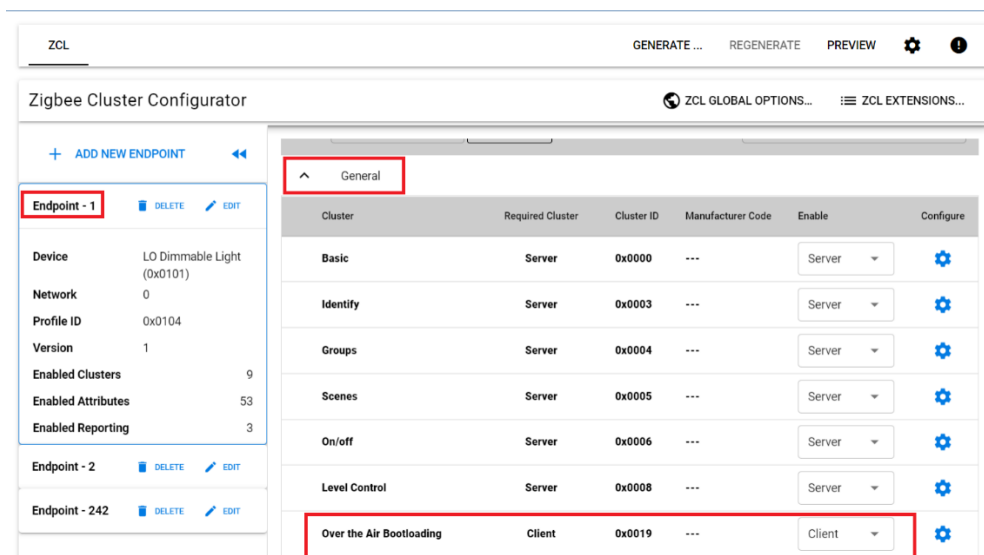 ZCL GENERATE ... REGENERATE PREVIEW
Zigbee Cluster Configurator ZCL GLOBAL OPTIONS... ZCL EXTENSIONS...
ADD NEW ENDPOINT
General
Endpoint - 1 DELETE EDIT
Cluster Required Cluster Cluster ID Manufacturer Code Enable Configure
Device LO Dimmable Light
(0x0101)
Network 0
Profile ID 0x0104
Version 1
Enabled Clusters 9
Enabled Attributes 53
Enabled Reporting 3
Endpoint - 2 DELETE EDIT
Endpoint - 242 DELETE EDIT
Basic Server 0x0000 --- Server
Identify Server 0x0003 --- Server
Groups Server 0x0004 --- Server
Scenes Server 0x0005 --- Server
On/off Server 0x0006 --- Server
Level Control Server 0x0008 --- Server
Over the Air Bootloading Client 0x0019 --- Client